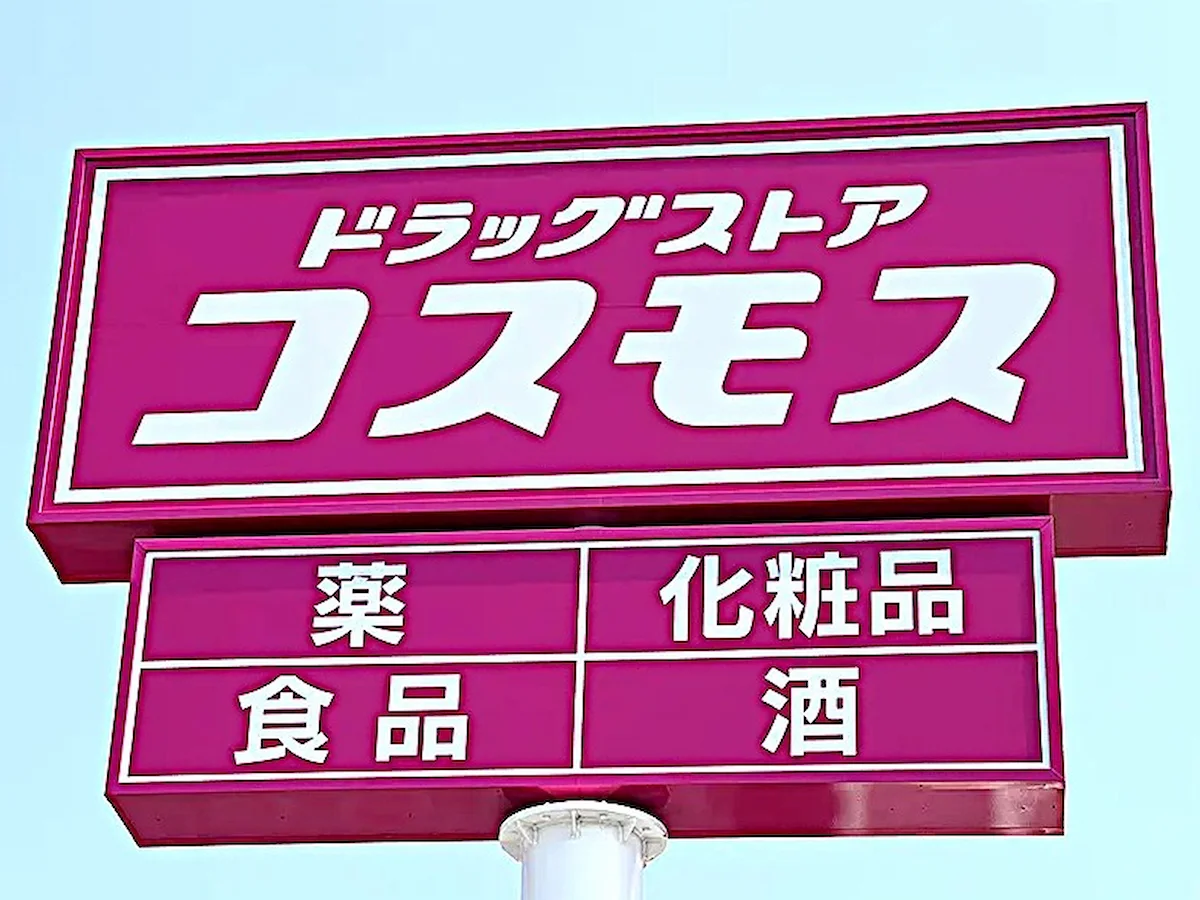 ドラッグストア
コスモス
薬 化粧品
食品 酒